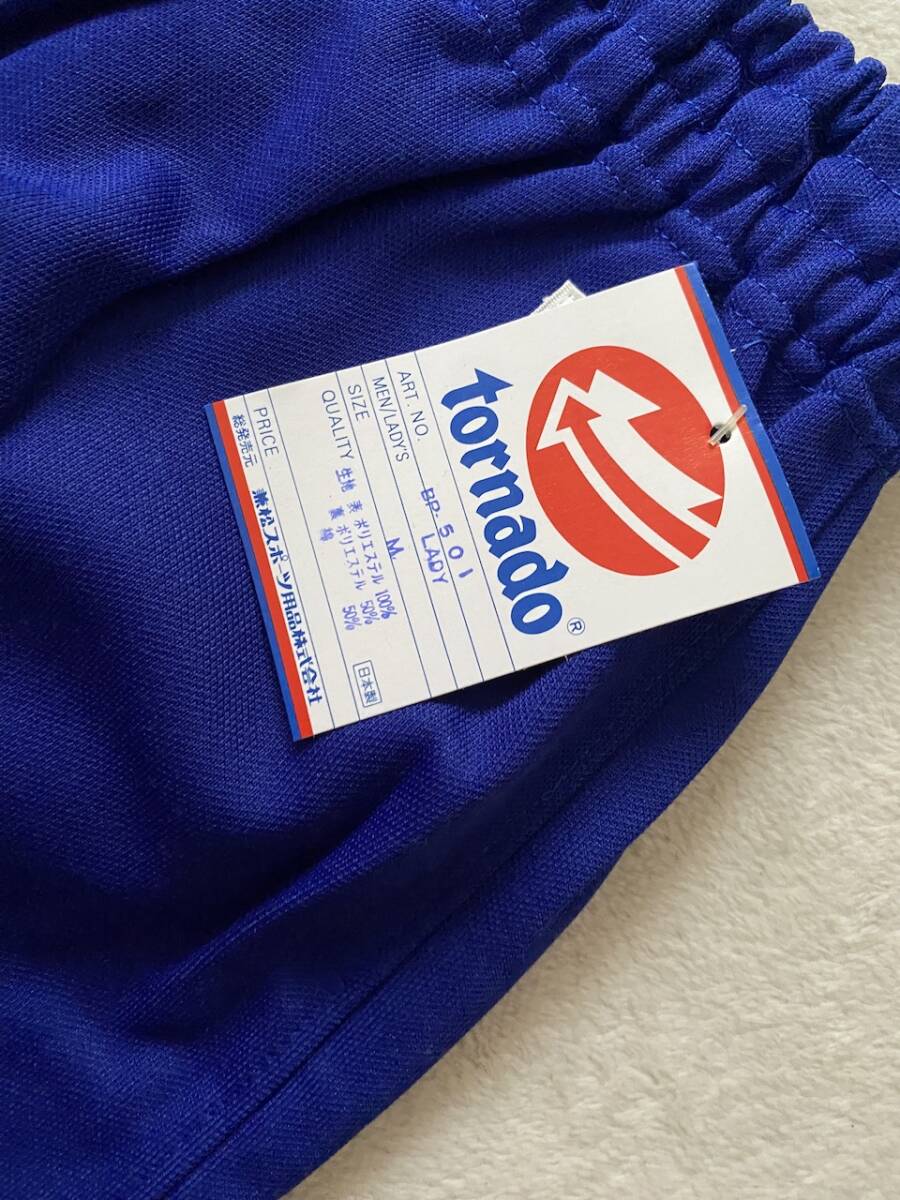 tornado®
ART. NO. BP-501
MEN/LADY'S LADY
SIZE M
QUALITY 生地 表 ポリエステル 100%
裏 ポリエステル 50%
綿 50%
PRICE 日本製
総発売元 兼松スポーツ用品株式会社